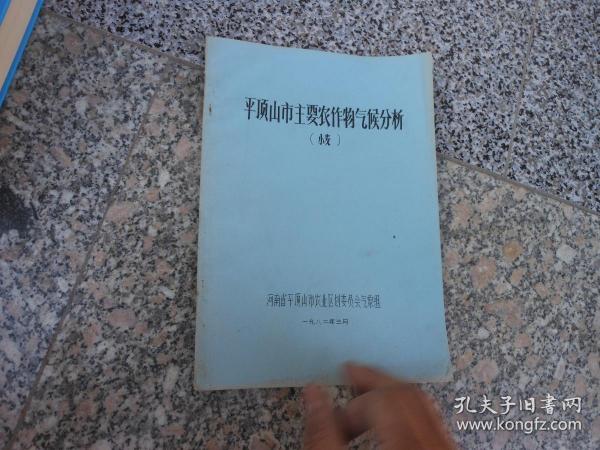 平顶山市主要农作物气候分析
（小麦）
河南省平顶山市农业区划委员会气象组
一九八二年三月
孔夫子旧书网
www.kongfz.com